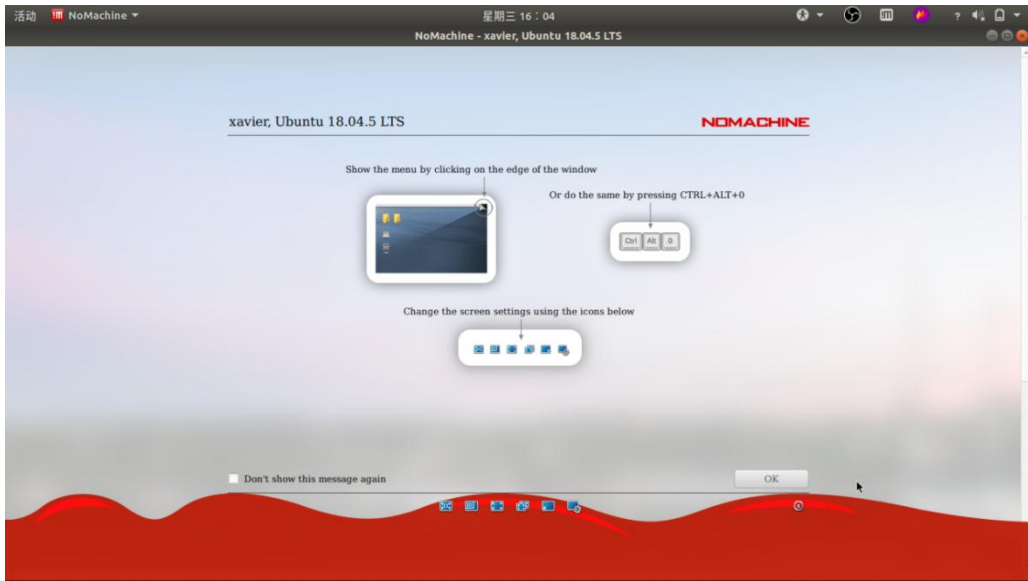 活动 NoMachine 星期三 16：04
NoMachine - xavier, Ubuntu 18.04.5 LTS
xavier, Ubuntu 18.04.5 LTS NOMACHINE
Show the menu by clicking on the edge of the window
Or do the same by pressing CTRL+ALT+0
Ctrl Alt 0
Change the screen settings using the icons below
Don't show this message again OK